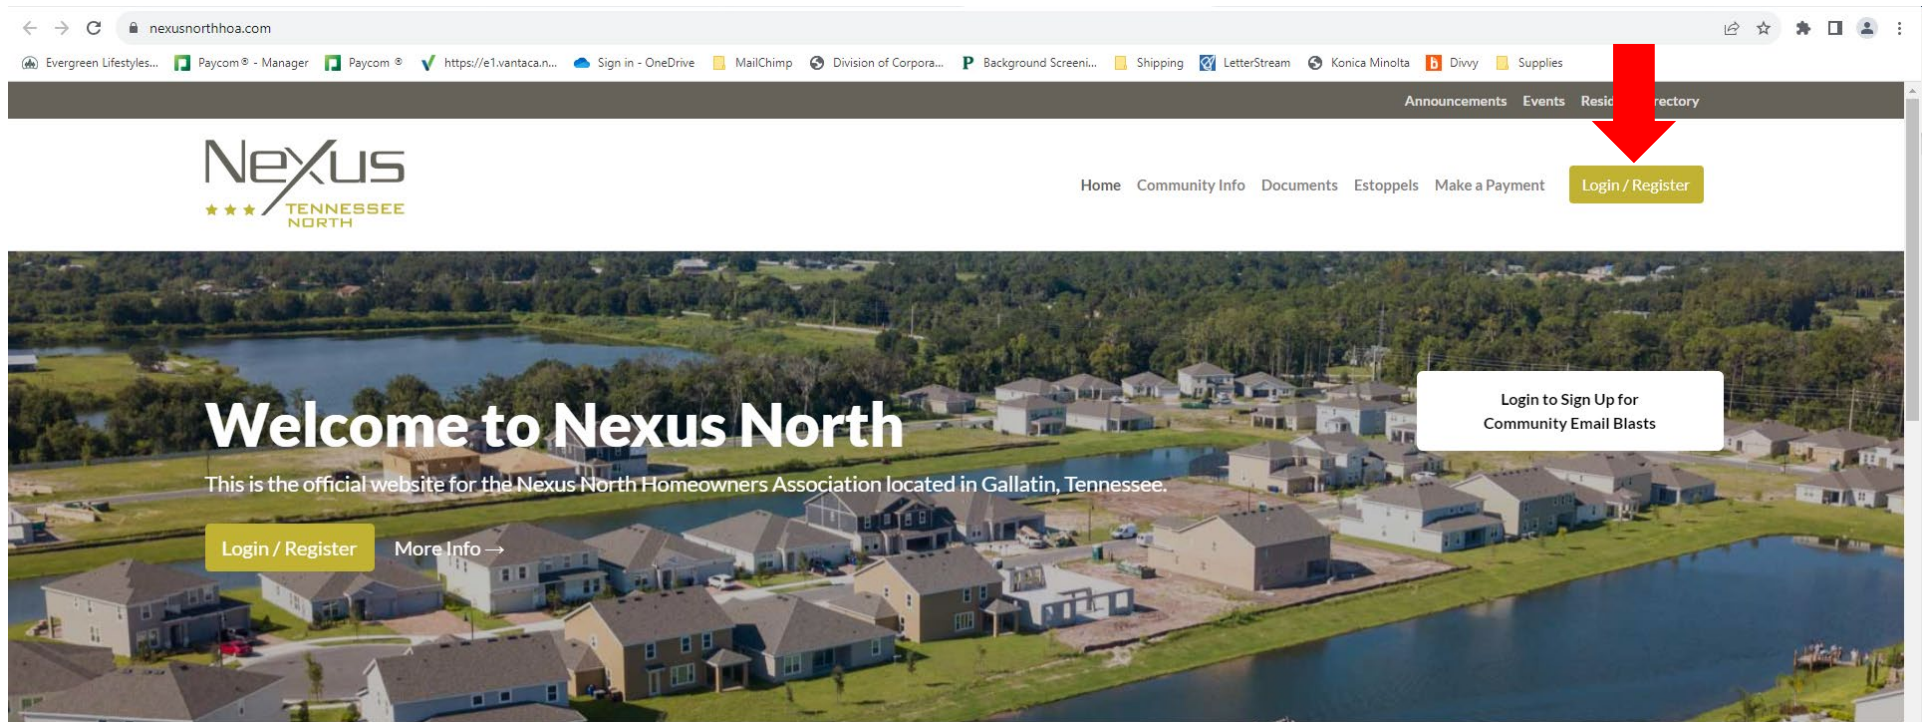 nexusnorthhoa.com
Evergreen Lifestyles... Paycom ® - Manager Paycom ® https://e1.vantaca.n... Sign in - OneDrive MailChimp Division of Corpora... P Background Screeni... Shipping LetterStream Konica Minolta b Divvy Supplies
Announcements Events
Nexus
TENNESSEE
NORTH
Home Community Info Documents Estoppels Make a Payment Login / Register
Login to Sign Up for
Community Email Blasts
Welcome to Nexus North
This is the official website for the Nexus North Homeowners Association located in Gallatin, Tennessee.
Login / Register More Info →